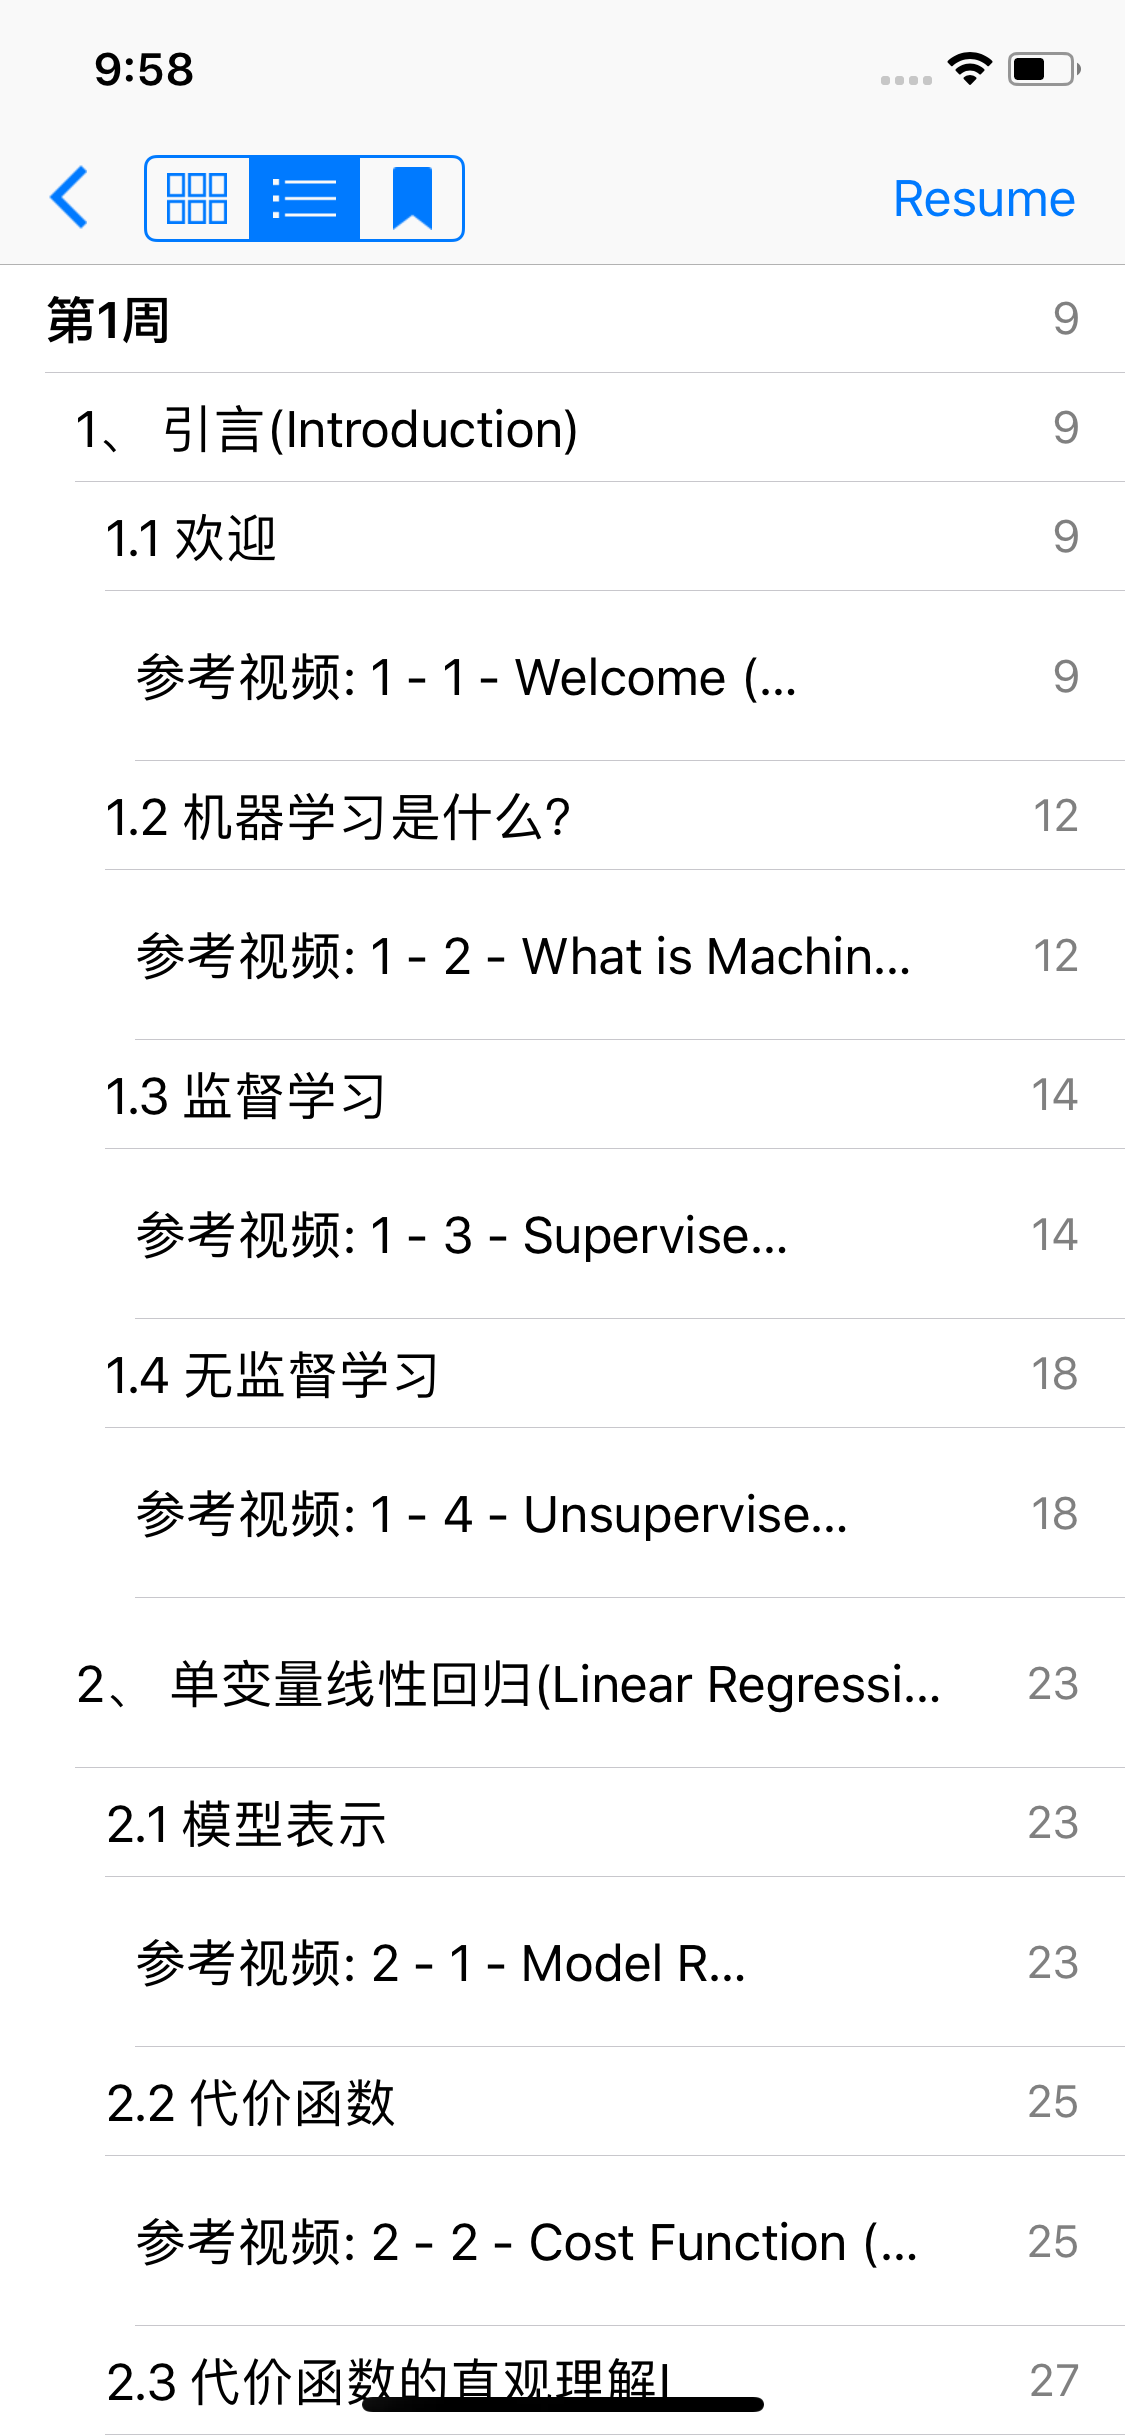 9:58
Resume
第1周 9
1、 引言(Introduction) 9
1.1 欢迎 9
参考视频: 1 - 1 - Welcome (... 9
1.2 机器学习是什么? 12
参考视频: 1 - 2 - What is Machin... 12
1.3 监督学习 14
参考视频: 1 - 3 - Supervise... 14
1.4 无监督学习 18
参考视频: 1 - 4 - Unsupervise... 18
2、 单变量线性回归(Linear Regressi... 23
2.1 模型表示 23
参考视频: 2 - 1 - Model R... 23
2.2 代价函数 25
参考视频: 2 - 2 - Cost Function (... 25
2.3 代价函数的直观理解I 27